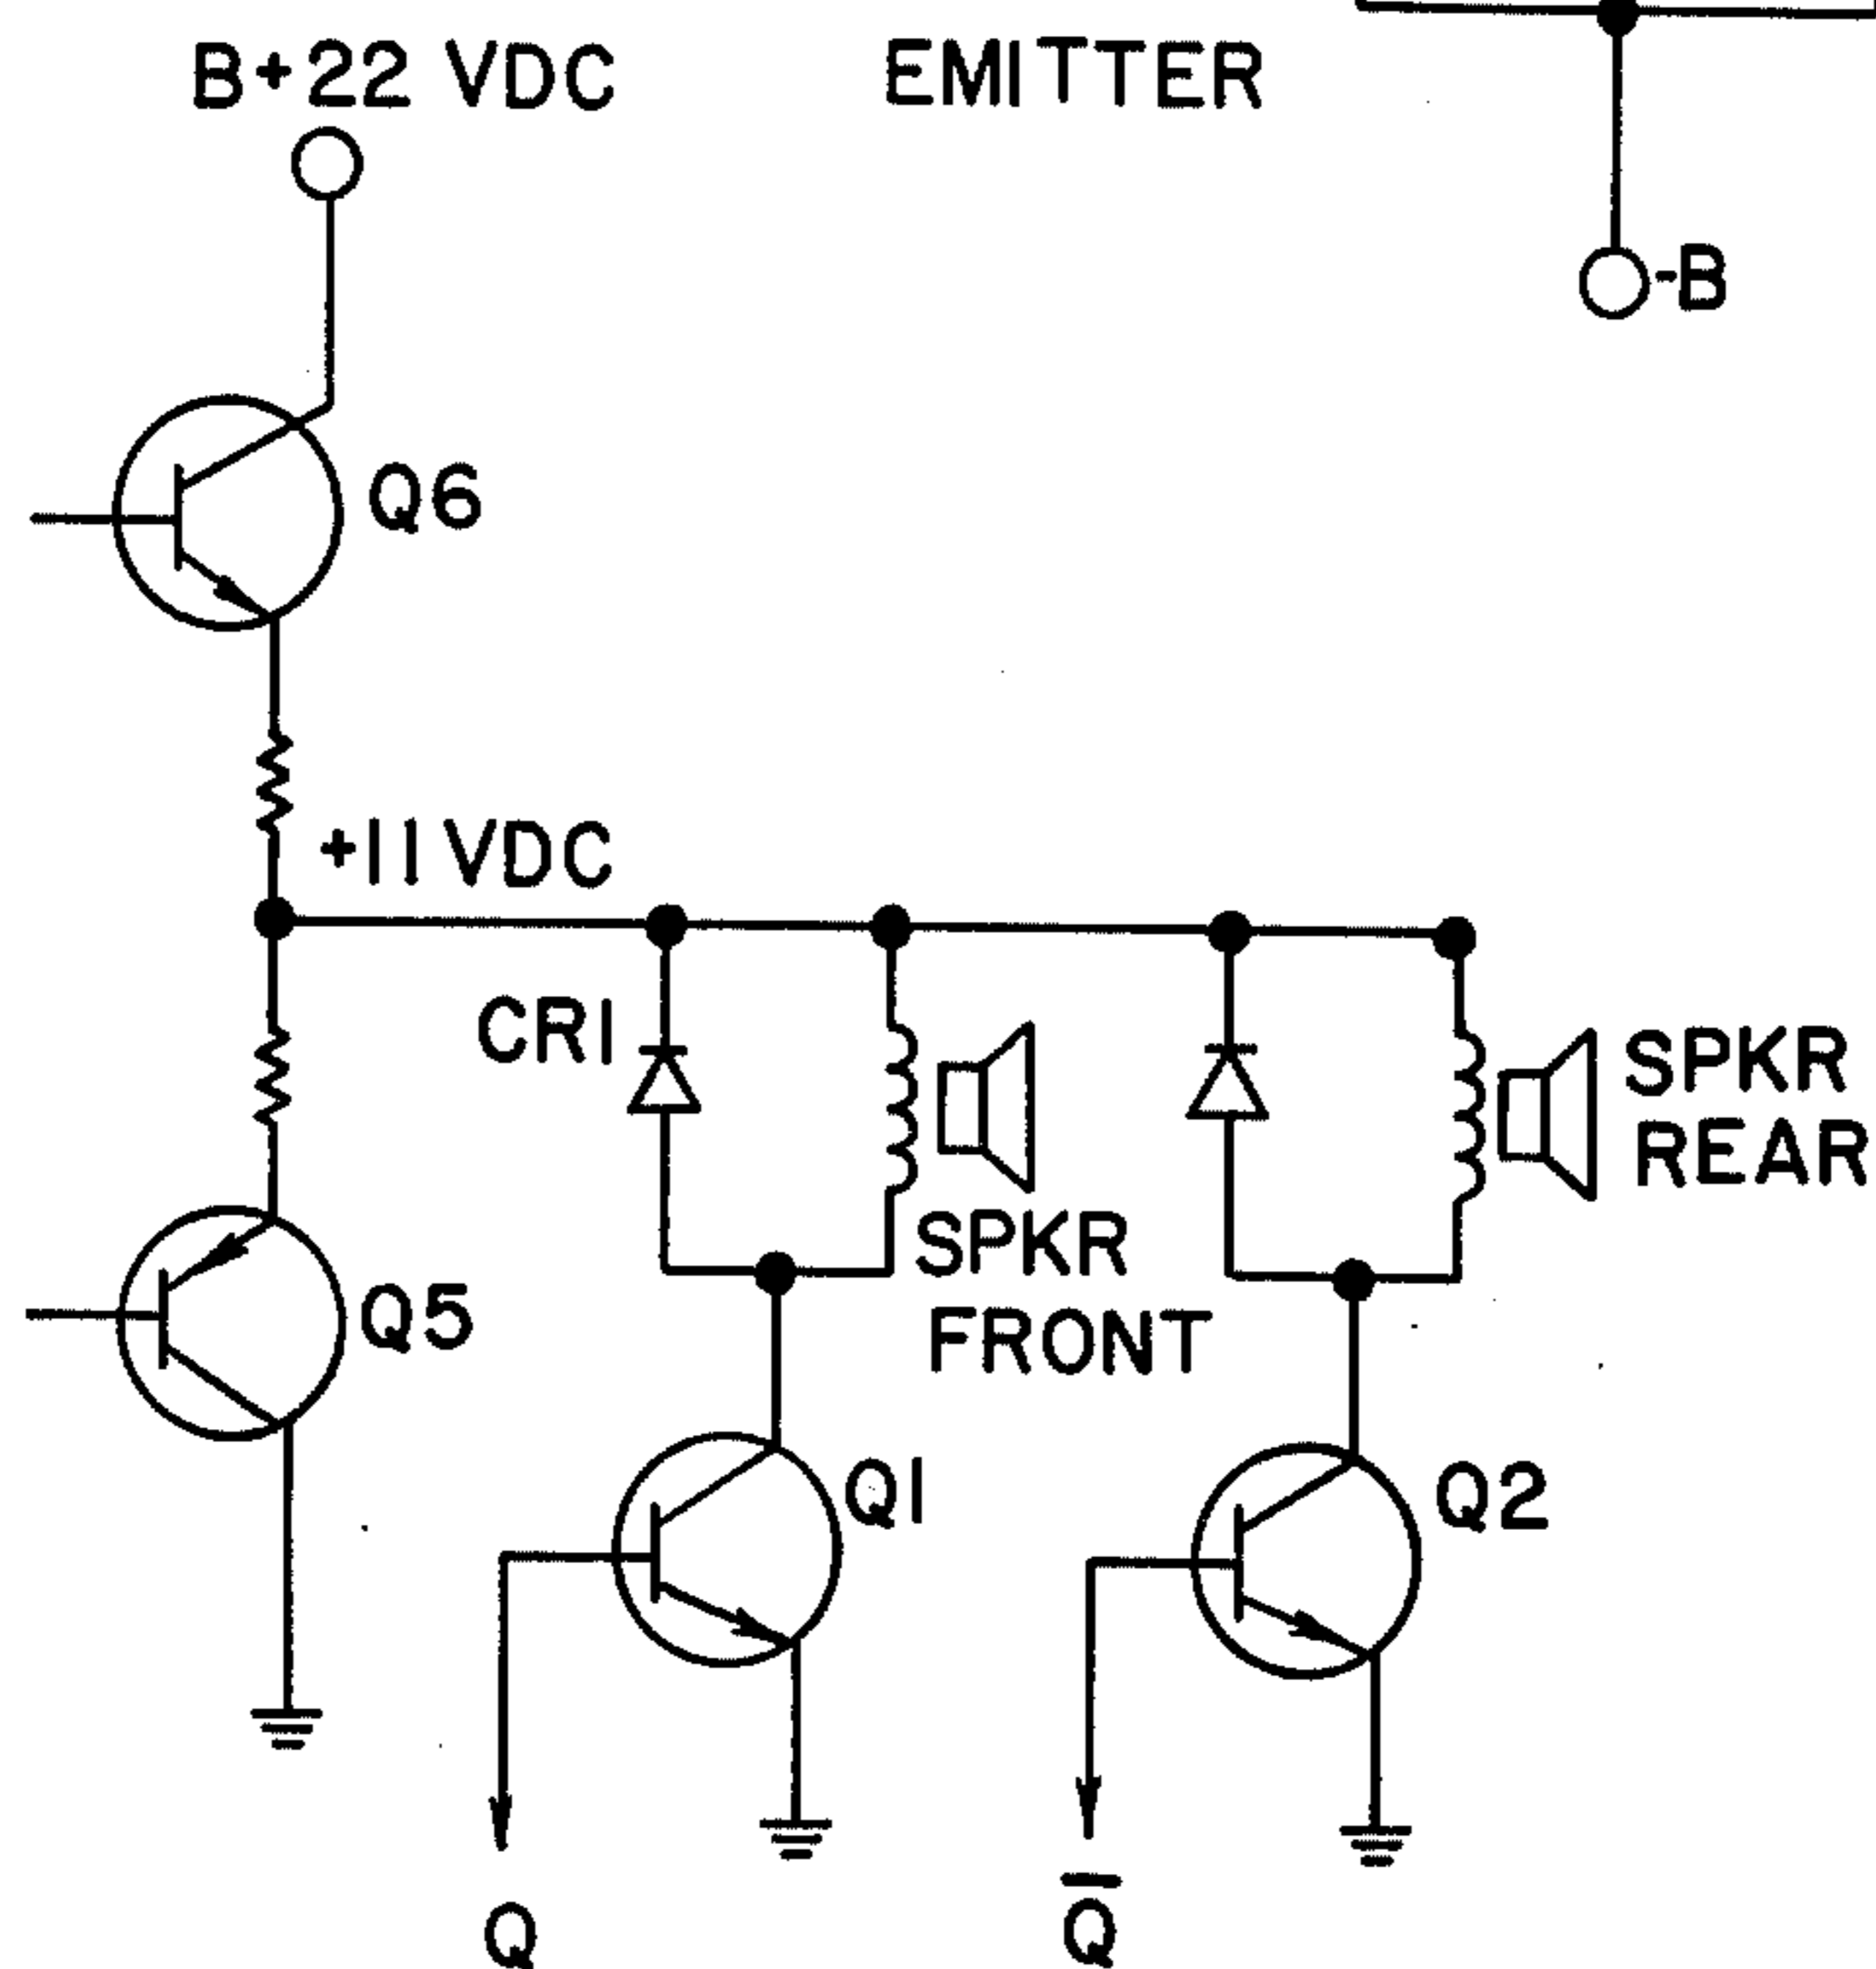 B+22 VDC
EMITTER
-B
Q6
+11 VDC
CR1
SPKR
REAR
SPKR
FRONT
Q5
Q1
Q2
Q
Q̅